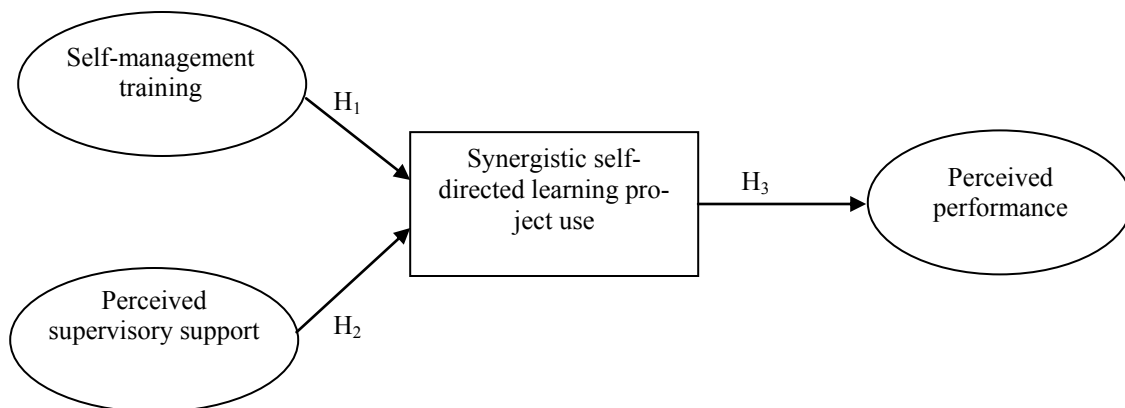 Self-management
training
H₁
Synergistic self-
directed learning pro-
ject use
H₃
Perceived
performance
Perceived
supervisory support
H₂